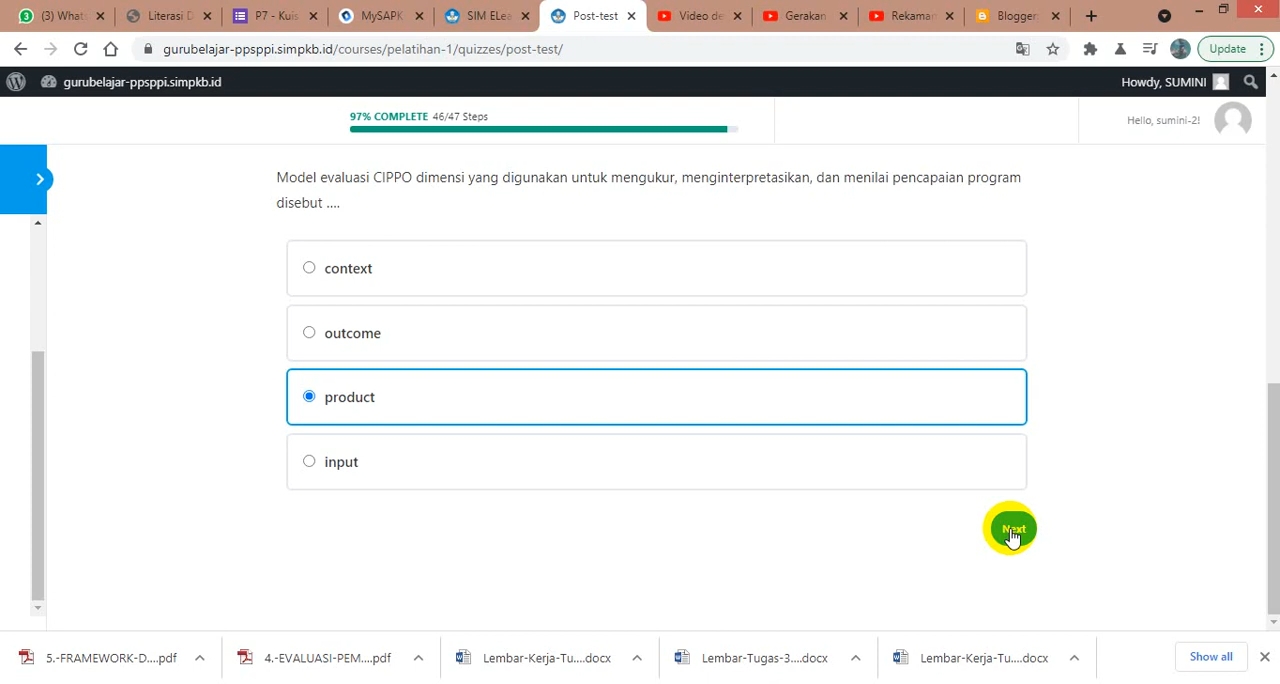 (3) Whats
Literasi D
P7 - Kuis
MySAPK
SIM ELea
Post-test
Video de
Gerakan
Rekaman
Blogger:
gurubelajar-ppsppi.simpkb.id/courses/pelatihan-1/quizzes/post-test/
Update
gurubelajar-ppsppi.simpkb.id
Howdy, SUMINI
97% COMPLETE 46/47 Steps
Hello, sumini-2!
Model evaluasi CIPPO dimensi yang digunakan untuk mengukur, menginterpretasikan, dan menilai pencapaian program
disebut ....
context
outcome
product
input
Next
5.-FRAMEWORK-D....pdf
4.-EVALUASI-PEM....pdf
Lembar-Kerja-Tu....docx
Lembar-Tugas-3....docx
Lembar-Kerja-Tu....docx
Show all